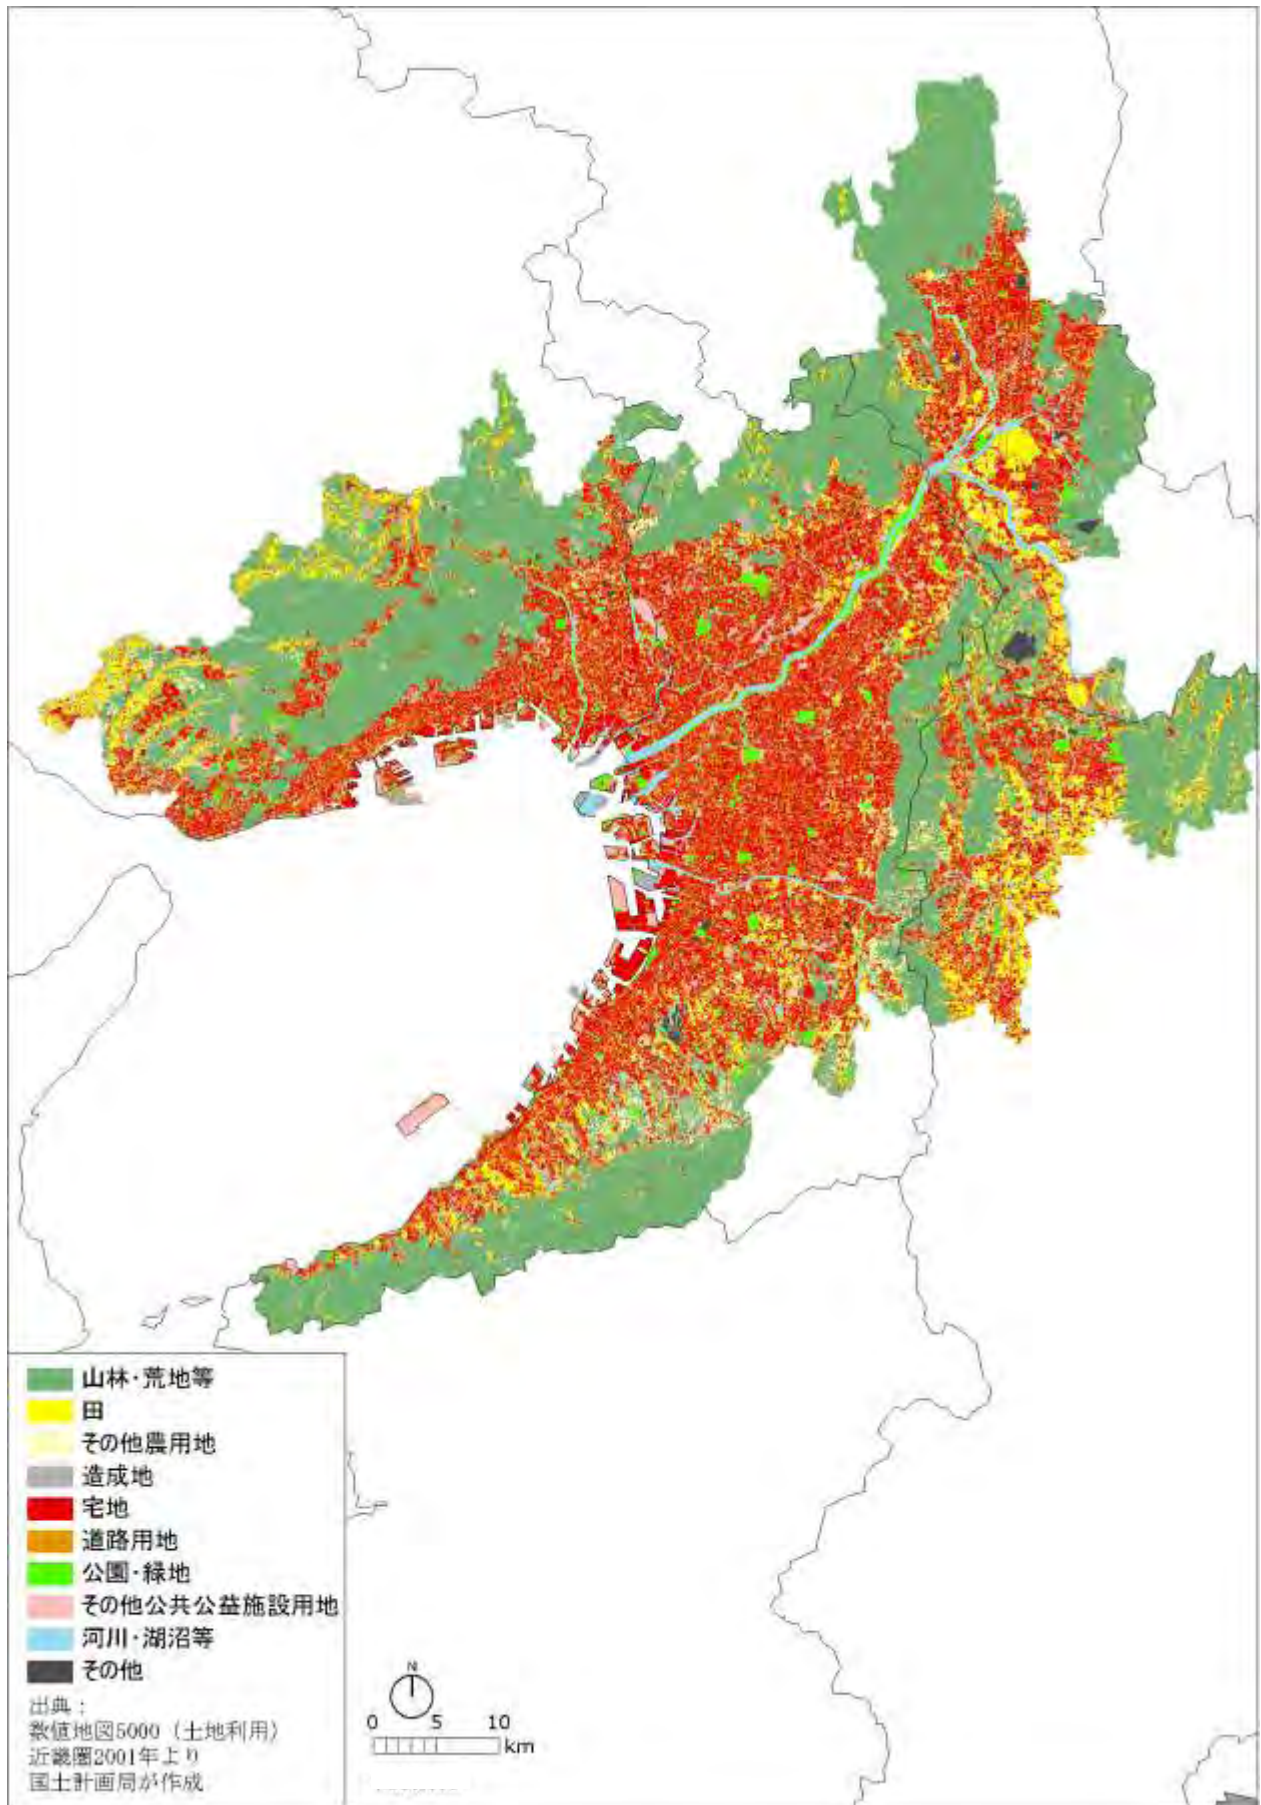 山林・荒地等
田
その他農用地
造成地
宅地
道路用地
公園・緑地
その他公共公益施設用地
河川・湖沼等
その他
出典：
数値地図5000（土地利用）
近畿圏2001年より
国土計画局が作成
N
0 5 10
km